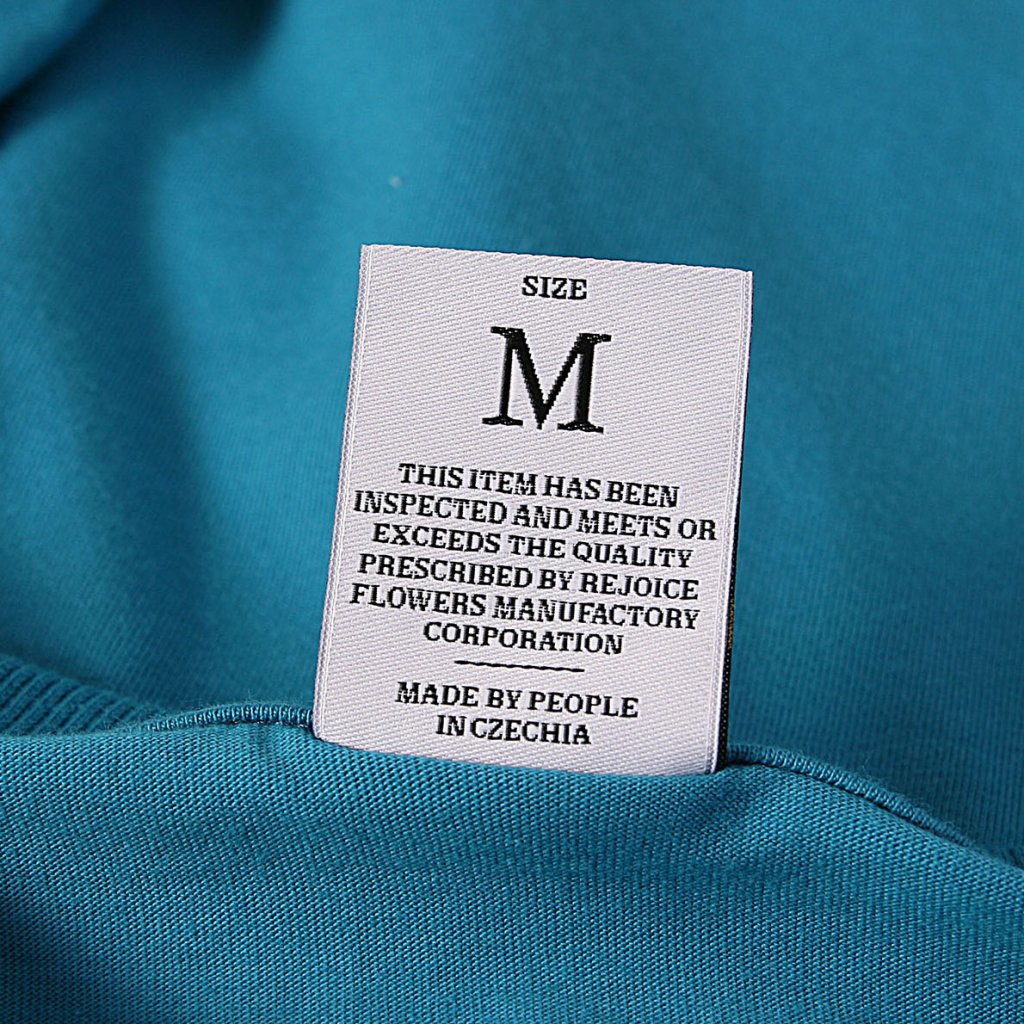 SIZE
M
THIS ITEM HAS BEEN
INSPECTED AND MEETS OR
EXCEEDS THE QUALITY
PRESCRIBED BY REJOICE
FLOWERS MANUFACTORY
CORPORATION
MADE BY PEOPLE
IN CZECHIA